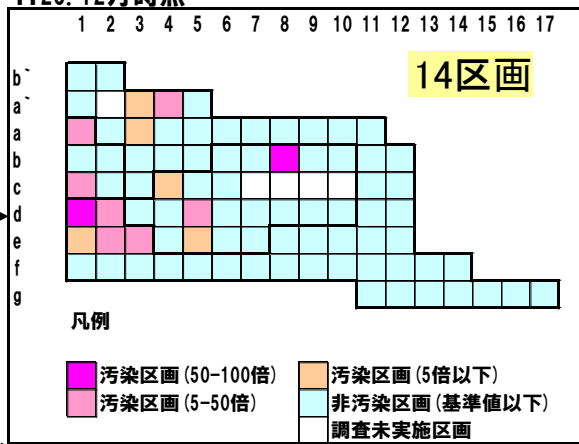 1 2 3 4 5 6 7 8 9 10 11 12 13 14 15 16 17
14区画
b`
a`
a
b
c
d
e
f
g
凡例
汚染区画(50-100倍)
汚染区画(5倍以下)
汚染区画(5-50倍)
非汚染区画(基準値以下)
調査未実施区画